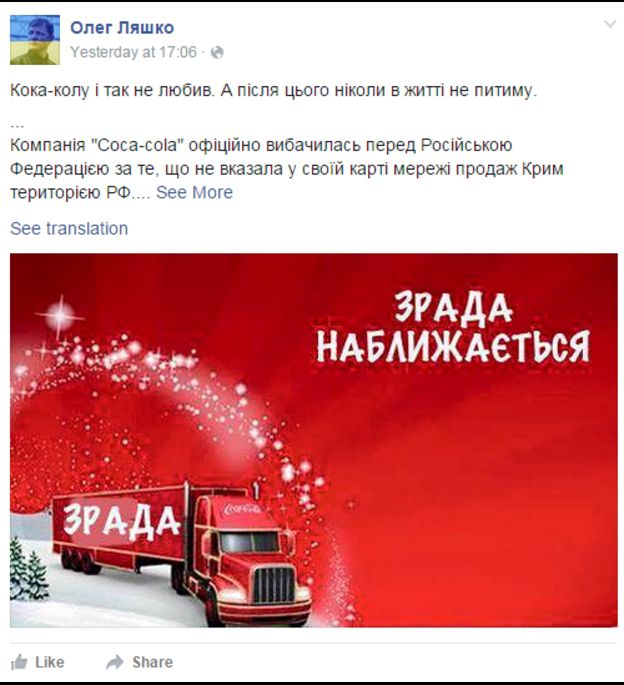 Олег Ляшко
Yesterday at 17:06 ·
Кока-колу і так не любив. А після цього ніколи в житті не питиму.
...
Компанія "Coca-cola" офіційно вибачилась перед Російською
Федерацією за те, що не вказала у своїй карті мережі продаж Крим
територією РФ.... See More
See translation
ЗРАДА
НАБЛИЖАЄТЬСЯ
Coca-Cola
ЗРАДА
Like Share